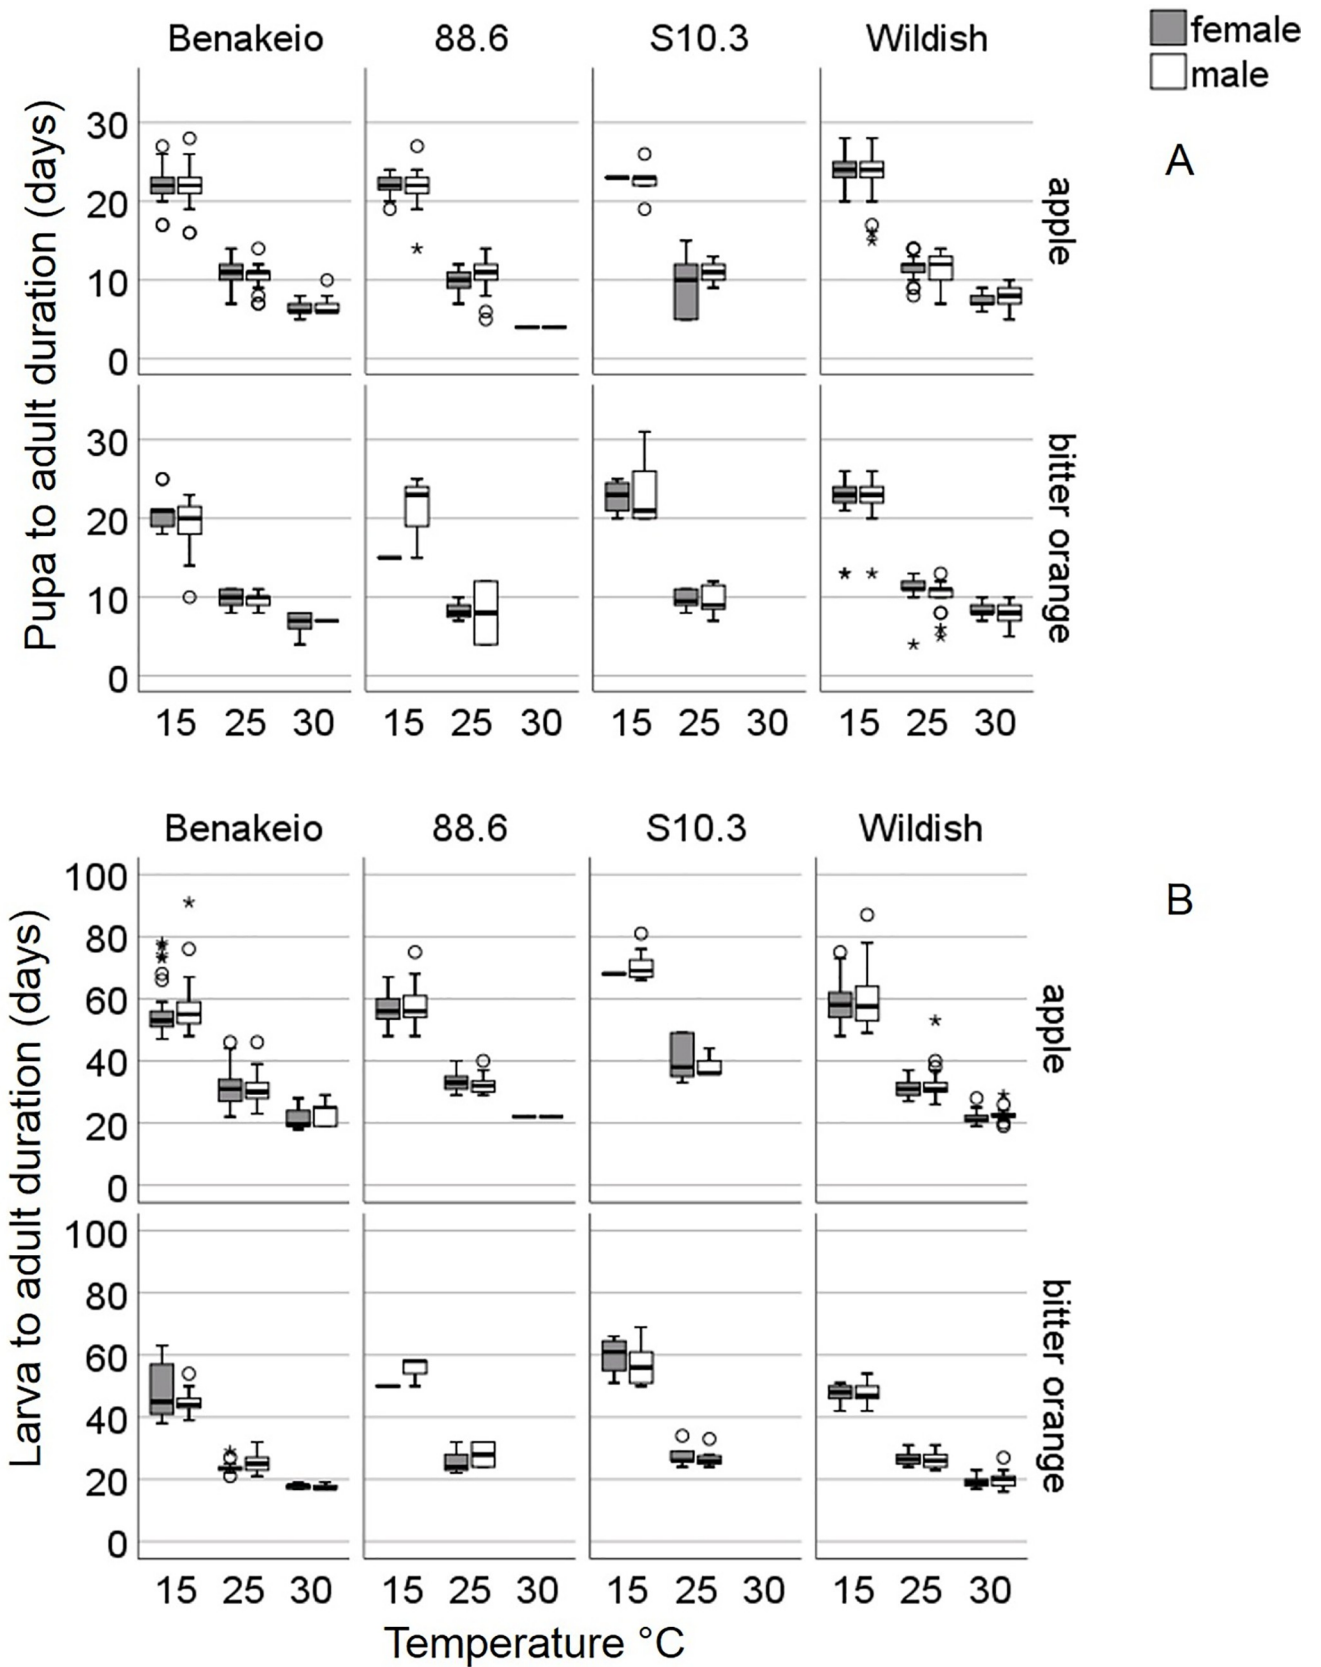 Benakeio 88.6 S10.3 Wildish
female
male
A
Pupa to adult duration (days)
30
20
10
0
apple
30
20
10
0
bitter orange
15 25 30 15 25 30 15 25 30 15 25 30
Benakeio 88.6 S10.3 Wildish
B
Larva to adult duration (days)
100
80
60
40
20
0
apple
100
80
60
40
20
0
bitter orange
15 25 30 15 25 30 15 25 30 15 25 30
Temperature °C